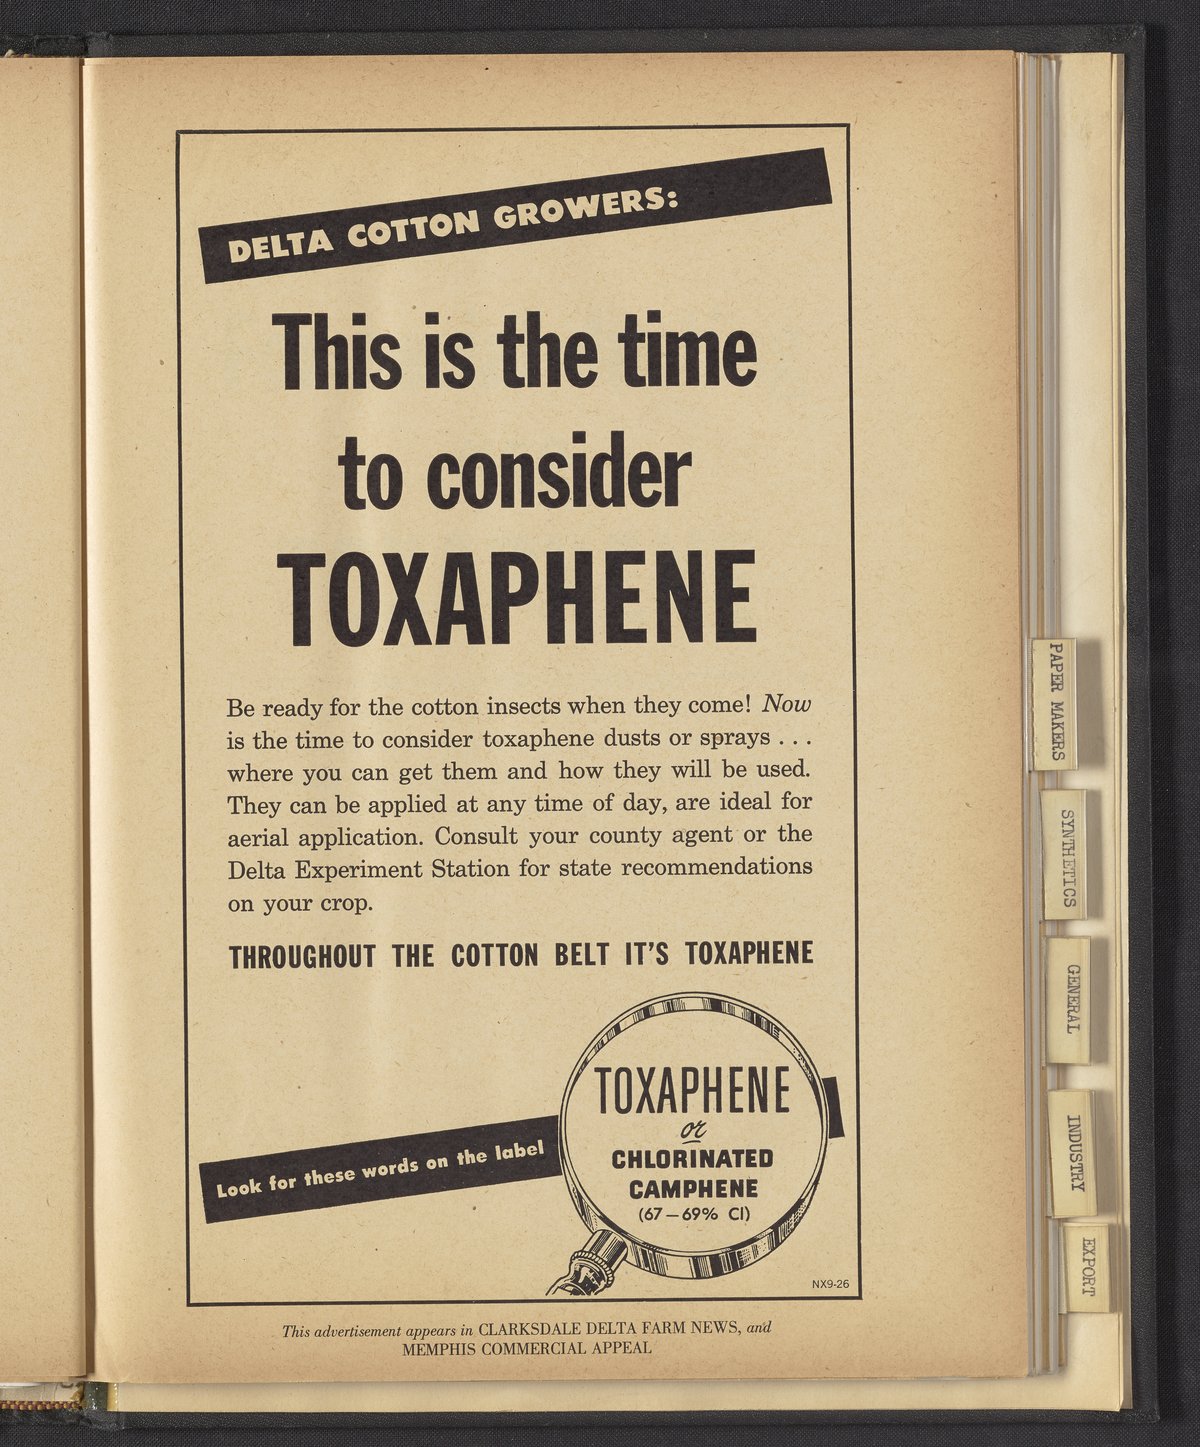 DELTA COTTON GROWERS:
This is the time
to consider
TOXAPHENE
Be ready for the cotton insects when they come! Now
is the time to consider toxaphene dusts or sprays . . .
where you can get them and how they will be used.
They can be applied at any time of day, are ideal for
aerial application. Consult your county agent or the
Delta Experiment Station for state recommendations
on your crop.
THROUGHOUT THE COTTON BELT IT'S TOXAPHENE
Look for these words on the label
TOXAPHENE
or
CHLORINATED
CAMPHENE
(67—69% Cl)
NX9-26
This advertisement appears in CLARKSDALE DELTA FARM NEWS, and
MEMPHIS COMMERCIAL APPEAL
PAPER MAKERS
SYNTHETICS
GENERAL
INDUSTRY
EXPORT